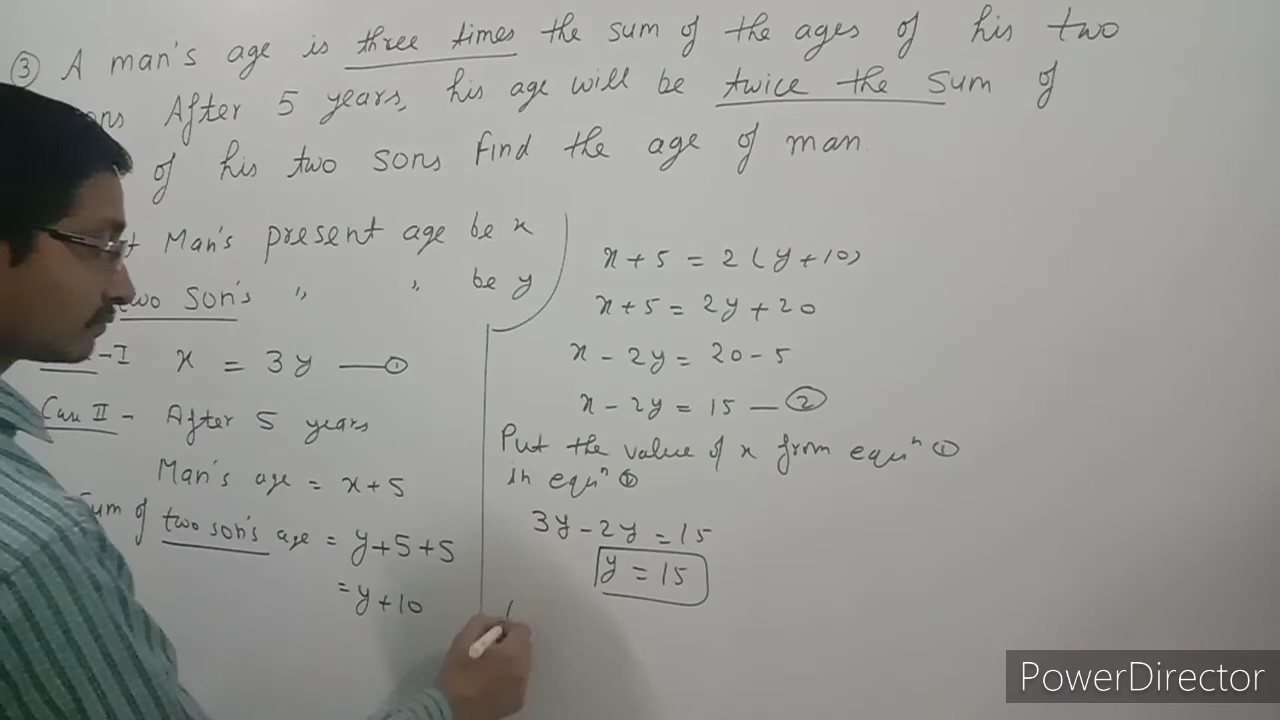 ③ A man's age is three times the sum of the ages of his two
ons After 5 years, his age will be twice the sum of
of his two sons Find the age of man.
t Man's present age be x
two son's " " be y
-I x = 3y —①
Case II - After 5 years
Man's age = x+5
Sum of two son's age = y+5+5
= y+10
x+5 = 2(y+10)
x+5 = 2y+20
x - 2y = 20-5
x - 2y = 15 —②
Put the value of x from equⁿ ①
in equⁿ
3y-2y = 15
y = 15
PowerDirector